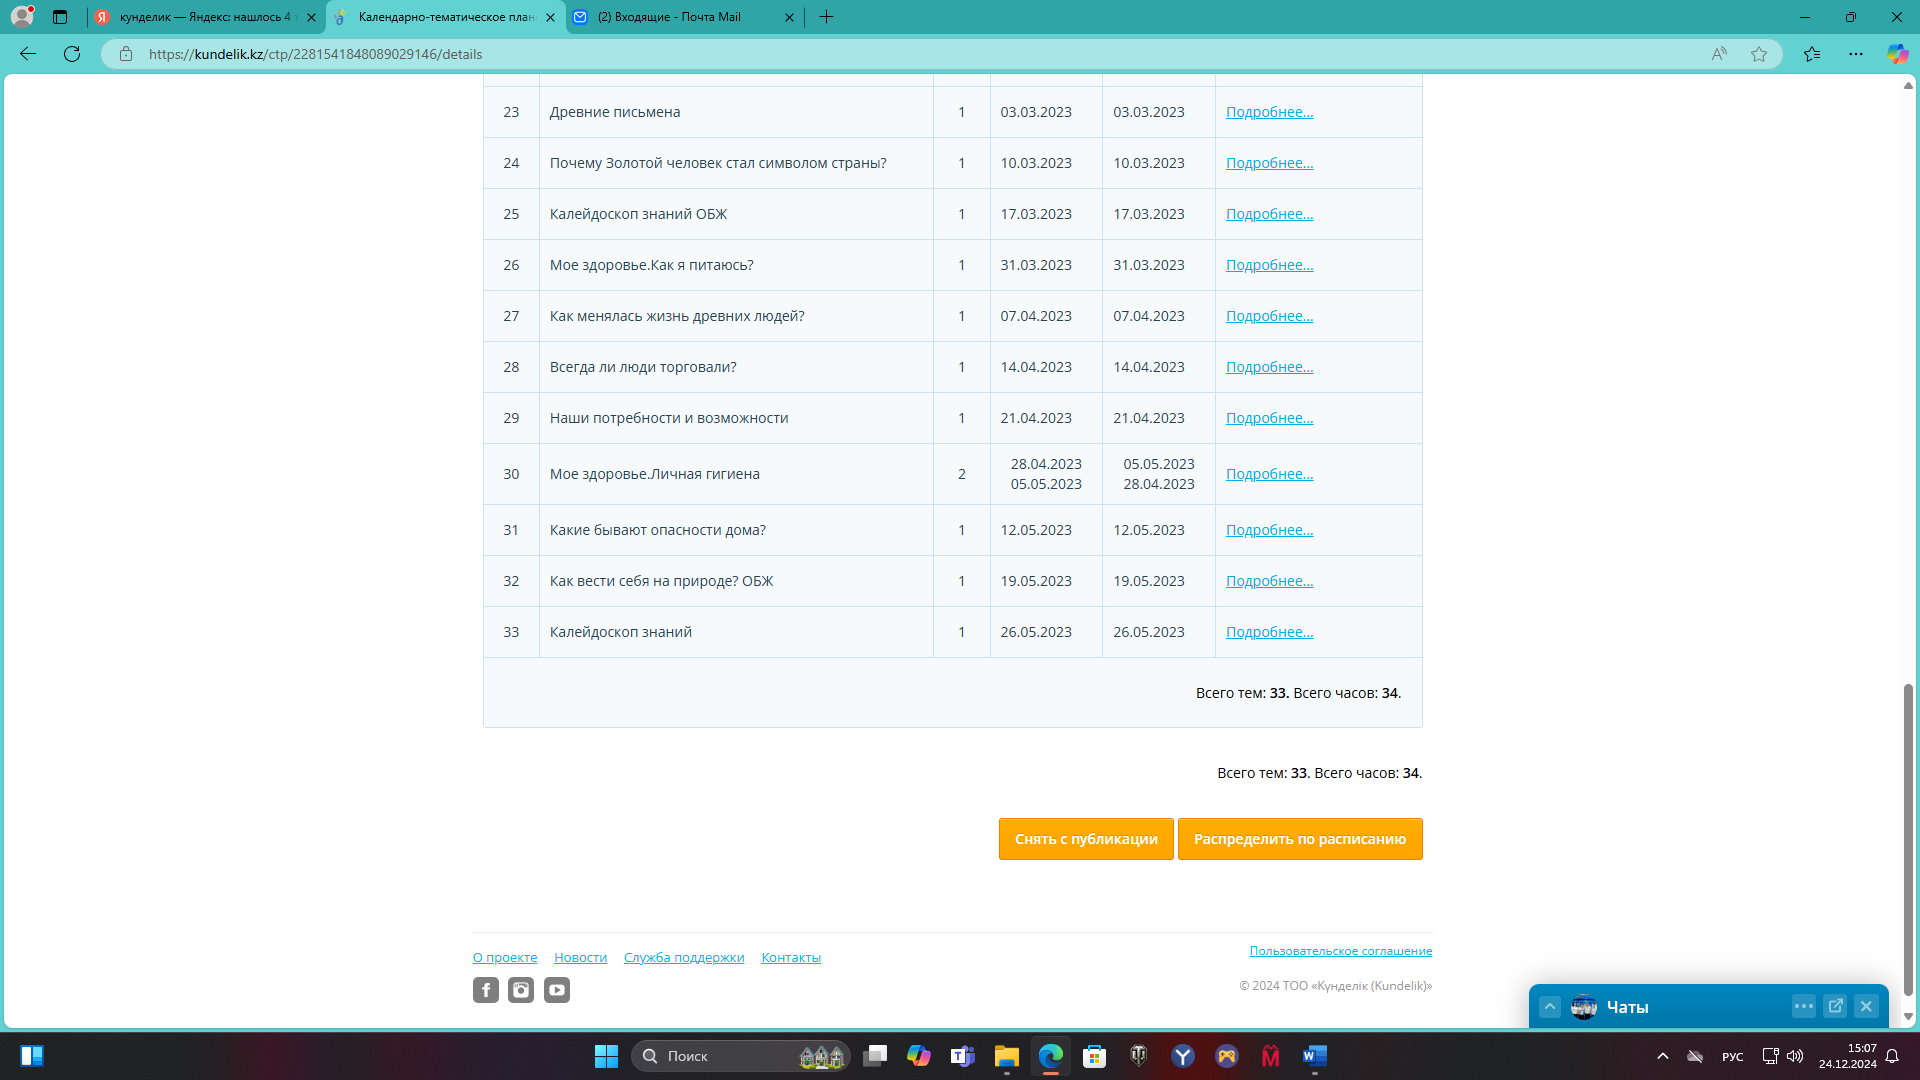 кунделик — Яндекс: нашлось 4 т
Календарно-тематическое план
(2) Входящие - Почта Mail
https://kundelik.kz/ctp/2281541848089029146/details
23 Древние письмена 1 03.03.2023 03.03.2023 Подробнее...
24 Почему Золотой человек стал символом страны? 1 10.03.2023 10.03.2023 Подробнее...
25 Калейдоскоп знаний ОБЖ 1 17.03.2023 17.03.2023 Подробнее...
26 Мое здоровье.Как я питаюсь? 1 31.03.2023 31.03.2023 Подробнее...
27 Как менялась жизнь древних людей? 1 07.04.2023 07.04.2023 Подробнее...
28 Всегда ли люди торговали? 1 14.04.2023 14.04.2023 Подробнее...
29 Наши потребности и возможности 1 21.04.2023 21.04.2023 Подробнее...
30 Мое здоровье.Личная гигиена 2 28.04.2023 05.05.2023 Подробнее...
05.05.2023 28.04.2023
31 Какие бывают опасности дома? 1 12.05.2023 12.05.2023 Подробнее...
32 Как вести себя на природе? ОБЖ 1 19.05.2023 19.05.2023 Подробнее...
33 Калейдоскоп знаний 1 26.05.2023 26.05.2023 Подробнее...
Всего тем: 33. Всего часов: 34.
Всего тем: 33. Всего часов: 34.
Снять с публикации Распределить по расписанию
О проекте Новости Служба поддержки Контакты
Пользовательское соглашение
© 2024 ТОО «Күнделік (Kundelik)»
Чаты
Поиск
РУС
15:07
24.12.2024